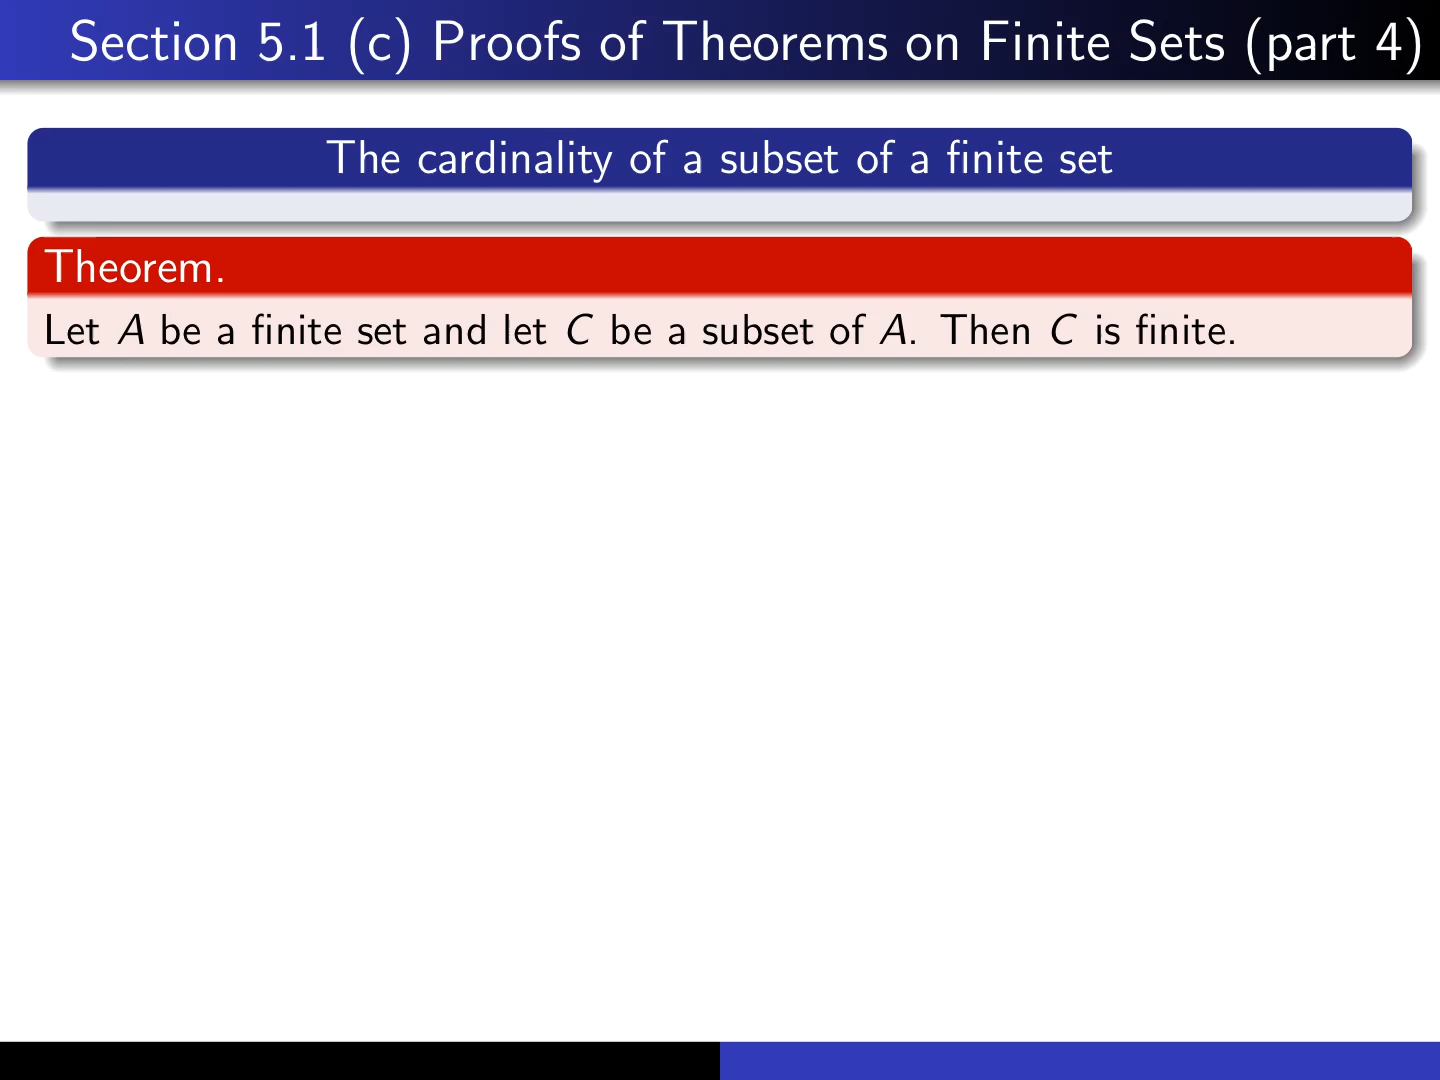 Section 5.1 (c) Proofs of Theorems on Finite Sets (part 4)
The cardinality of a subset of a finite set
Theorem.
Let A be a finite set and let C be a subset of A. Then C is finite.